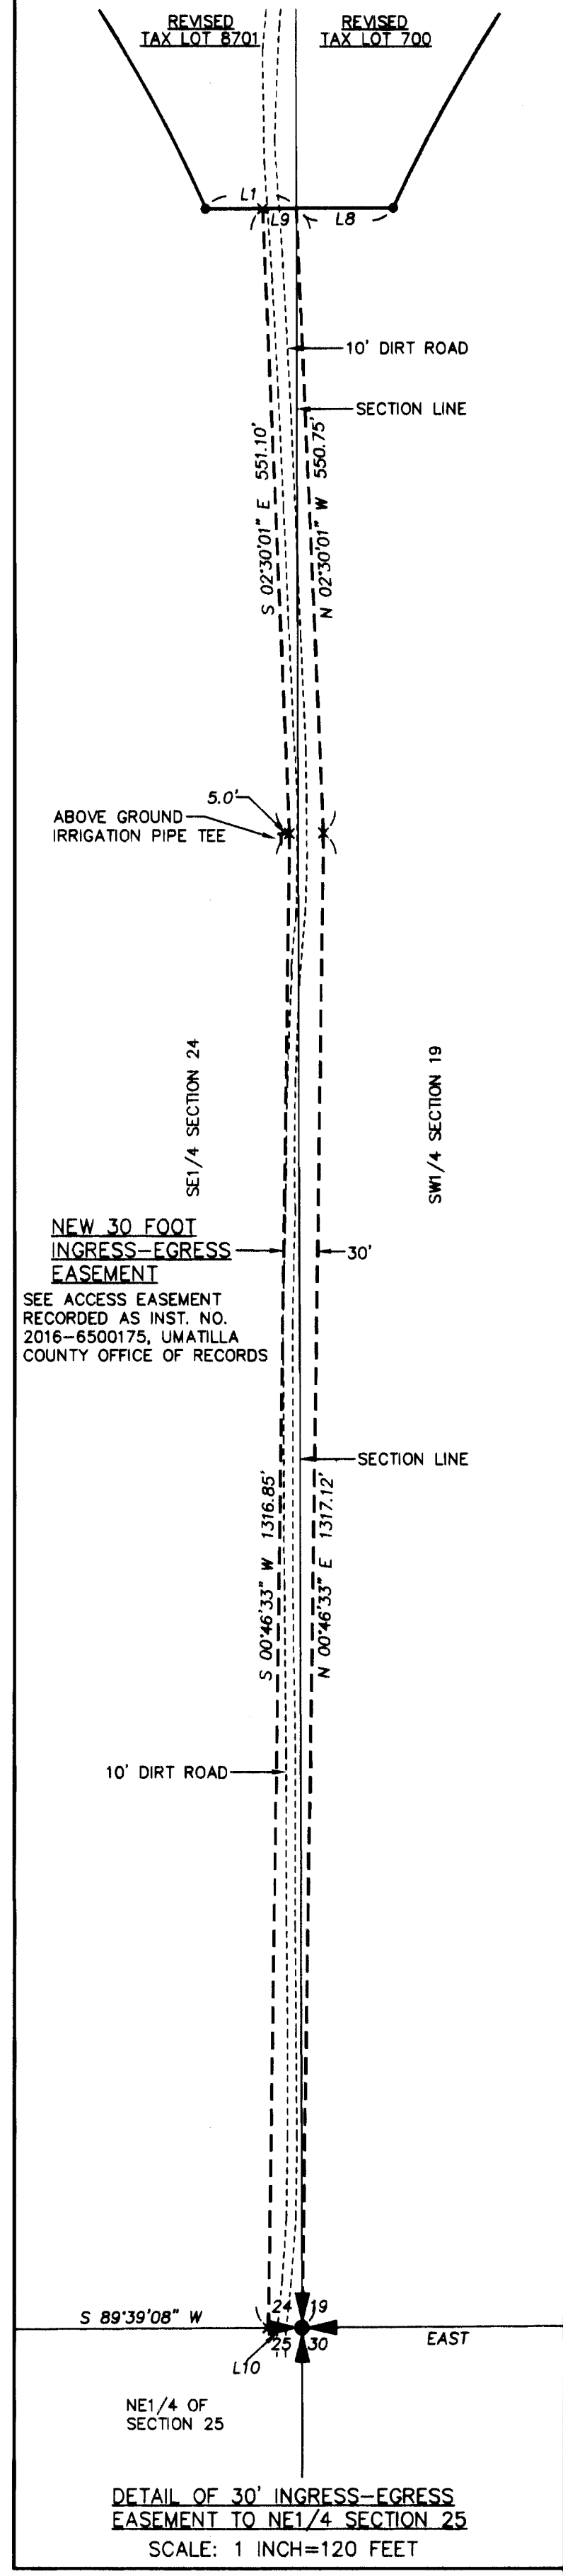 REVISED
TAX LOT 8701
REVISED
TAX LOT 700
L1
L9
L8
10' DIRT ROAD
SECTION LINE
S 02°30'01" E 551.10'
N 02°30'01" W 550.75'
5.0'
ABOVE GROUND
IRRIGATION PIPE TEE
SE1/4 SECTION 24
SW1/4 SECTION 19
NEW 30 FOOT
INGRESS-EGRESS
EASEMENT
30'
SEE ACCESS EASEMENT
RECORDED AS INST. NO.
2016-6500175, UMATILLA
COUNTY OFFICE OF RECORDS
SECTION LINE
S 00°46'33" W 1316.85'
N 00°46'33" E 1317.12'
10' DIRT ROAD
24 19
S 89°39'08" W
25 30
EAST
L10
NE1/4 OF
SECTION 25
DETAIL OF 30' INGRESS-EGRESS
EASEMENT TO NE1/4 SECTION 25
SCALE: 1 INCH=120 FEET